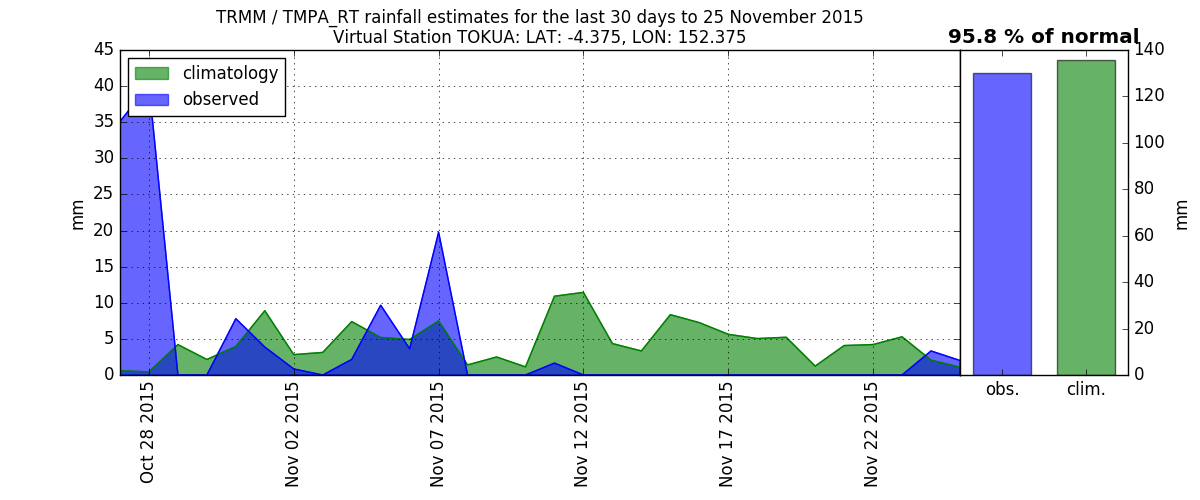 TRMM / TMPA_RT rainfall estimates for the last 30 days to 25 November 2015
Virtual Station TOKUA: LAT: -4.375, LON: 152.375
95.8 % of normal
climatology
observed
45
40
35
30
25
20
15
10
5
0
mm
Oct 28 2015
Nov 02 2015
Nov 07 2015
Nov 12 2015
Nov 17 2015
Nov 22 2015
140
120
100
80
60
40
20
0
mm
obs.
clim.